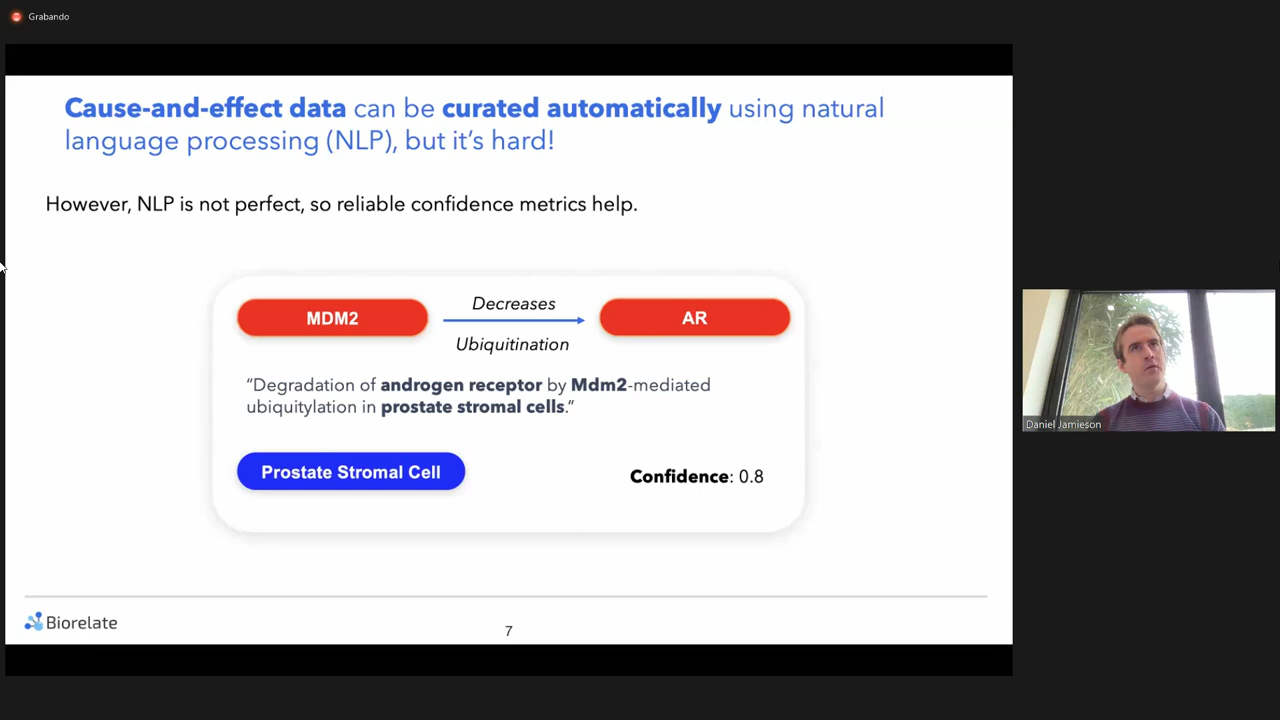 Grabando
Cause-and-effect data can be curated automatically using natural
language processing (NLP), but it’s hard!
However, NLP is not perfect, so reliable confidence metrics help.
MDM2
Decreases
Ubiquitination
AR
“Degradation of androgen receptor by Mdm2-mediated
ubiquitylation in prostate stromal cells.”
Prostate Stromal Cell
Confidence: 0.8
Daniel Jamieson
Biorelate
7